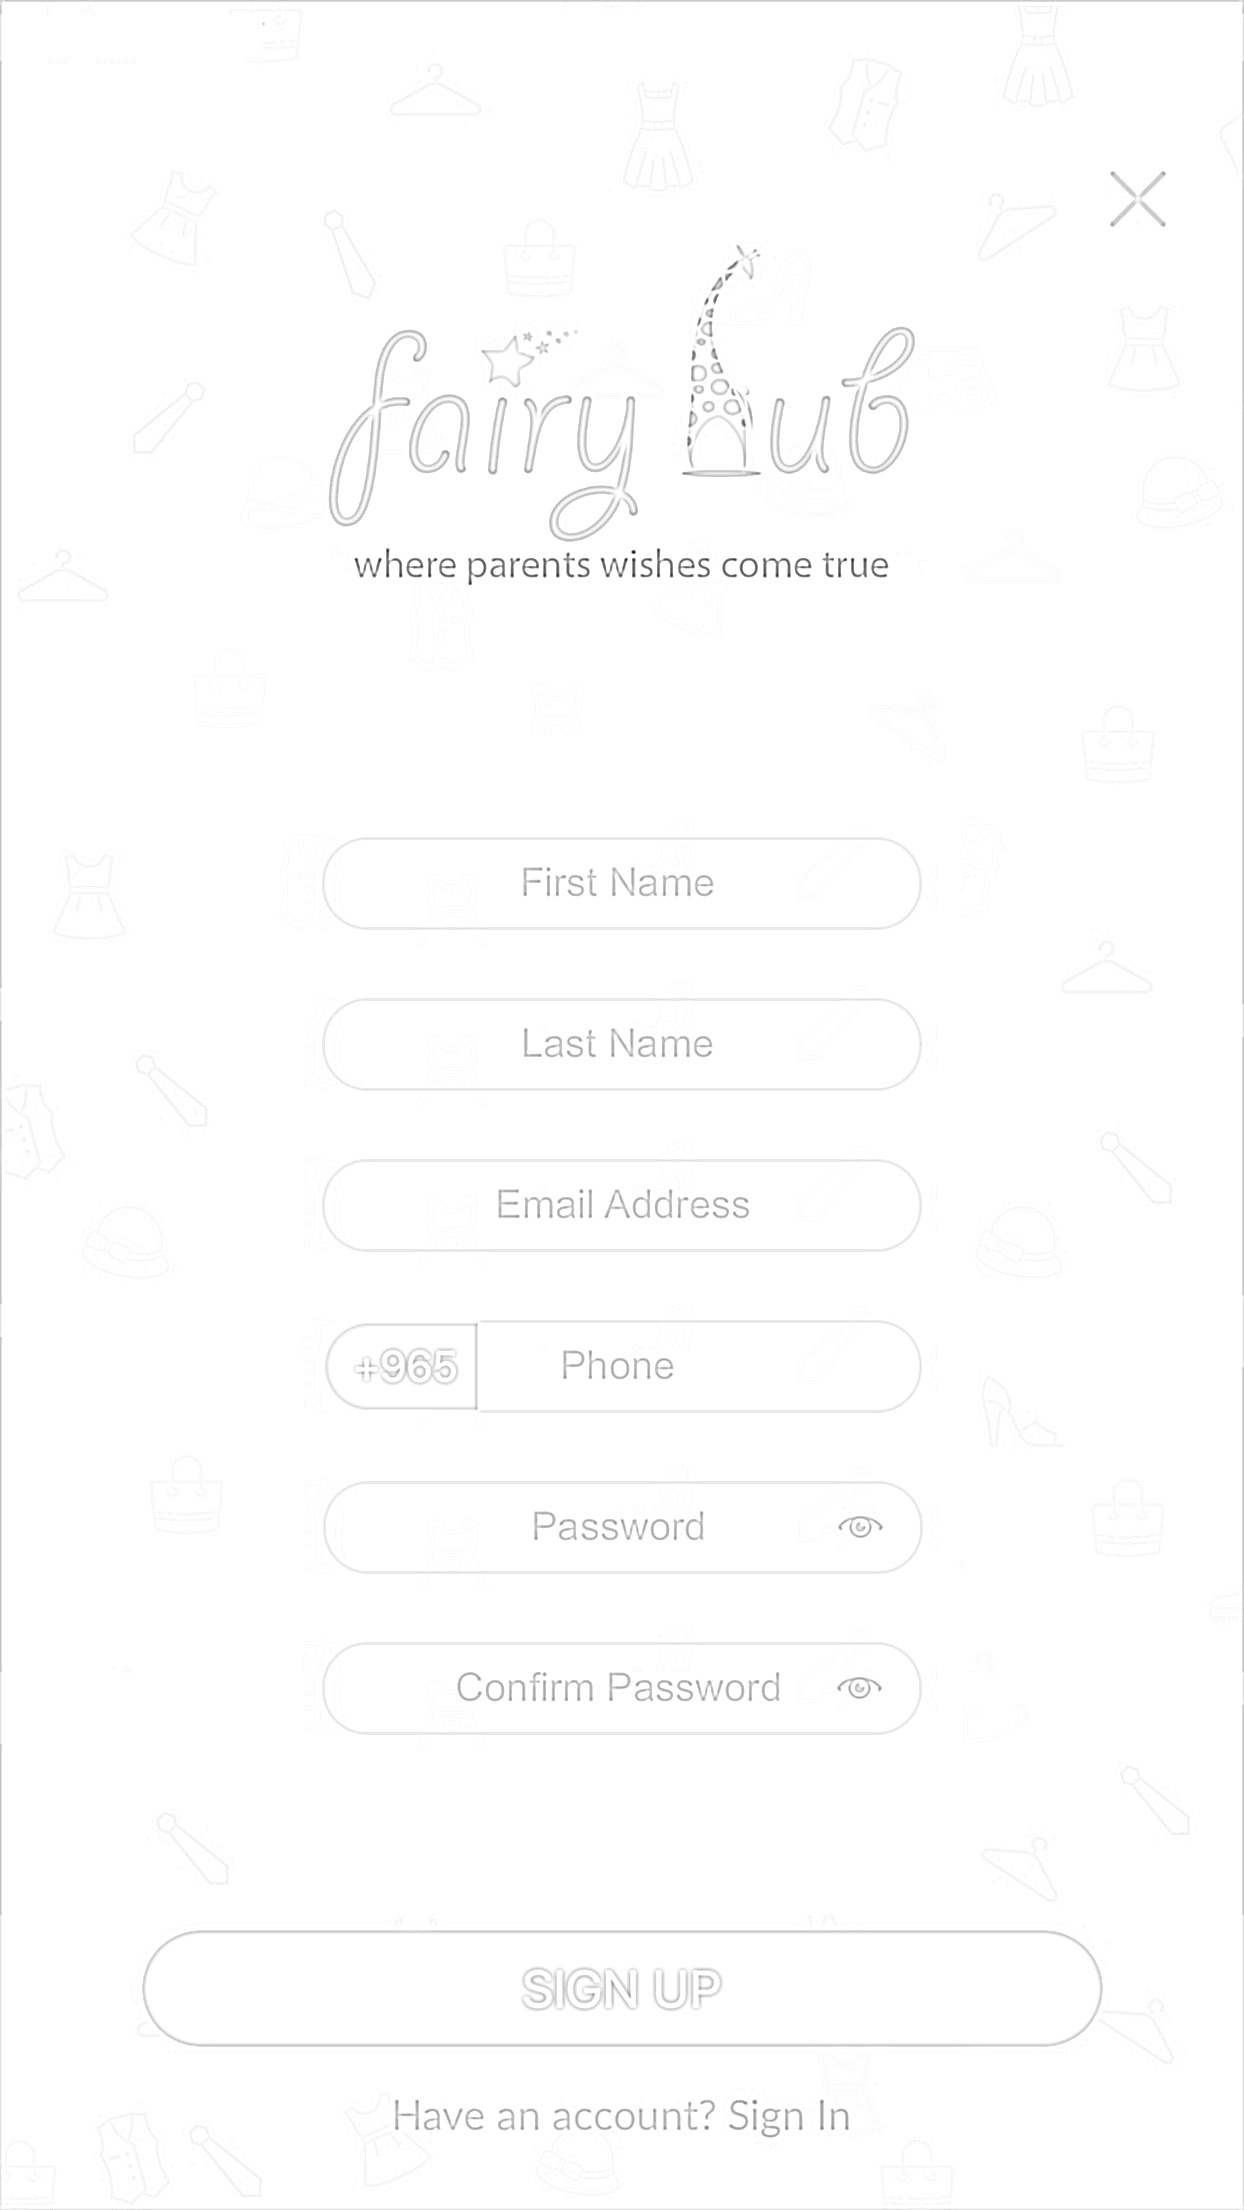 fairy hub
where parents wishes come true
First Name
Last Name
Email Address
+965 Phone
Password
Confirm Password
SIGN UP
Have an account? Sign In